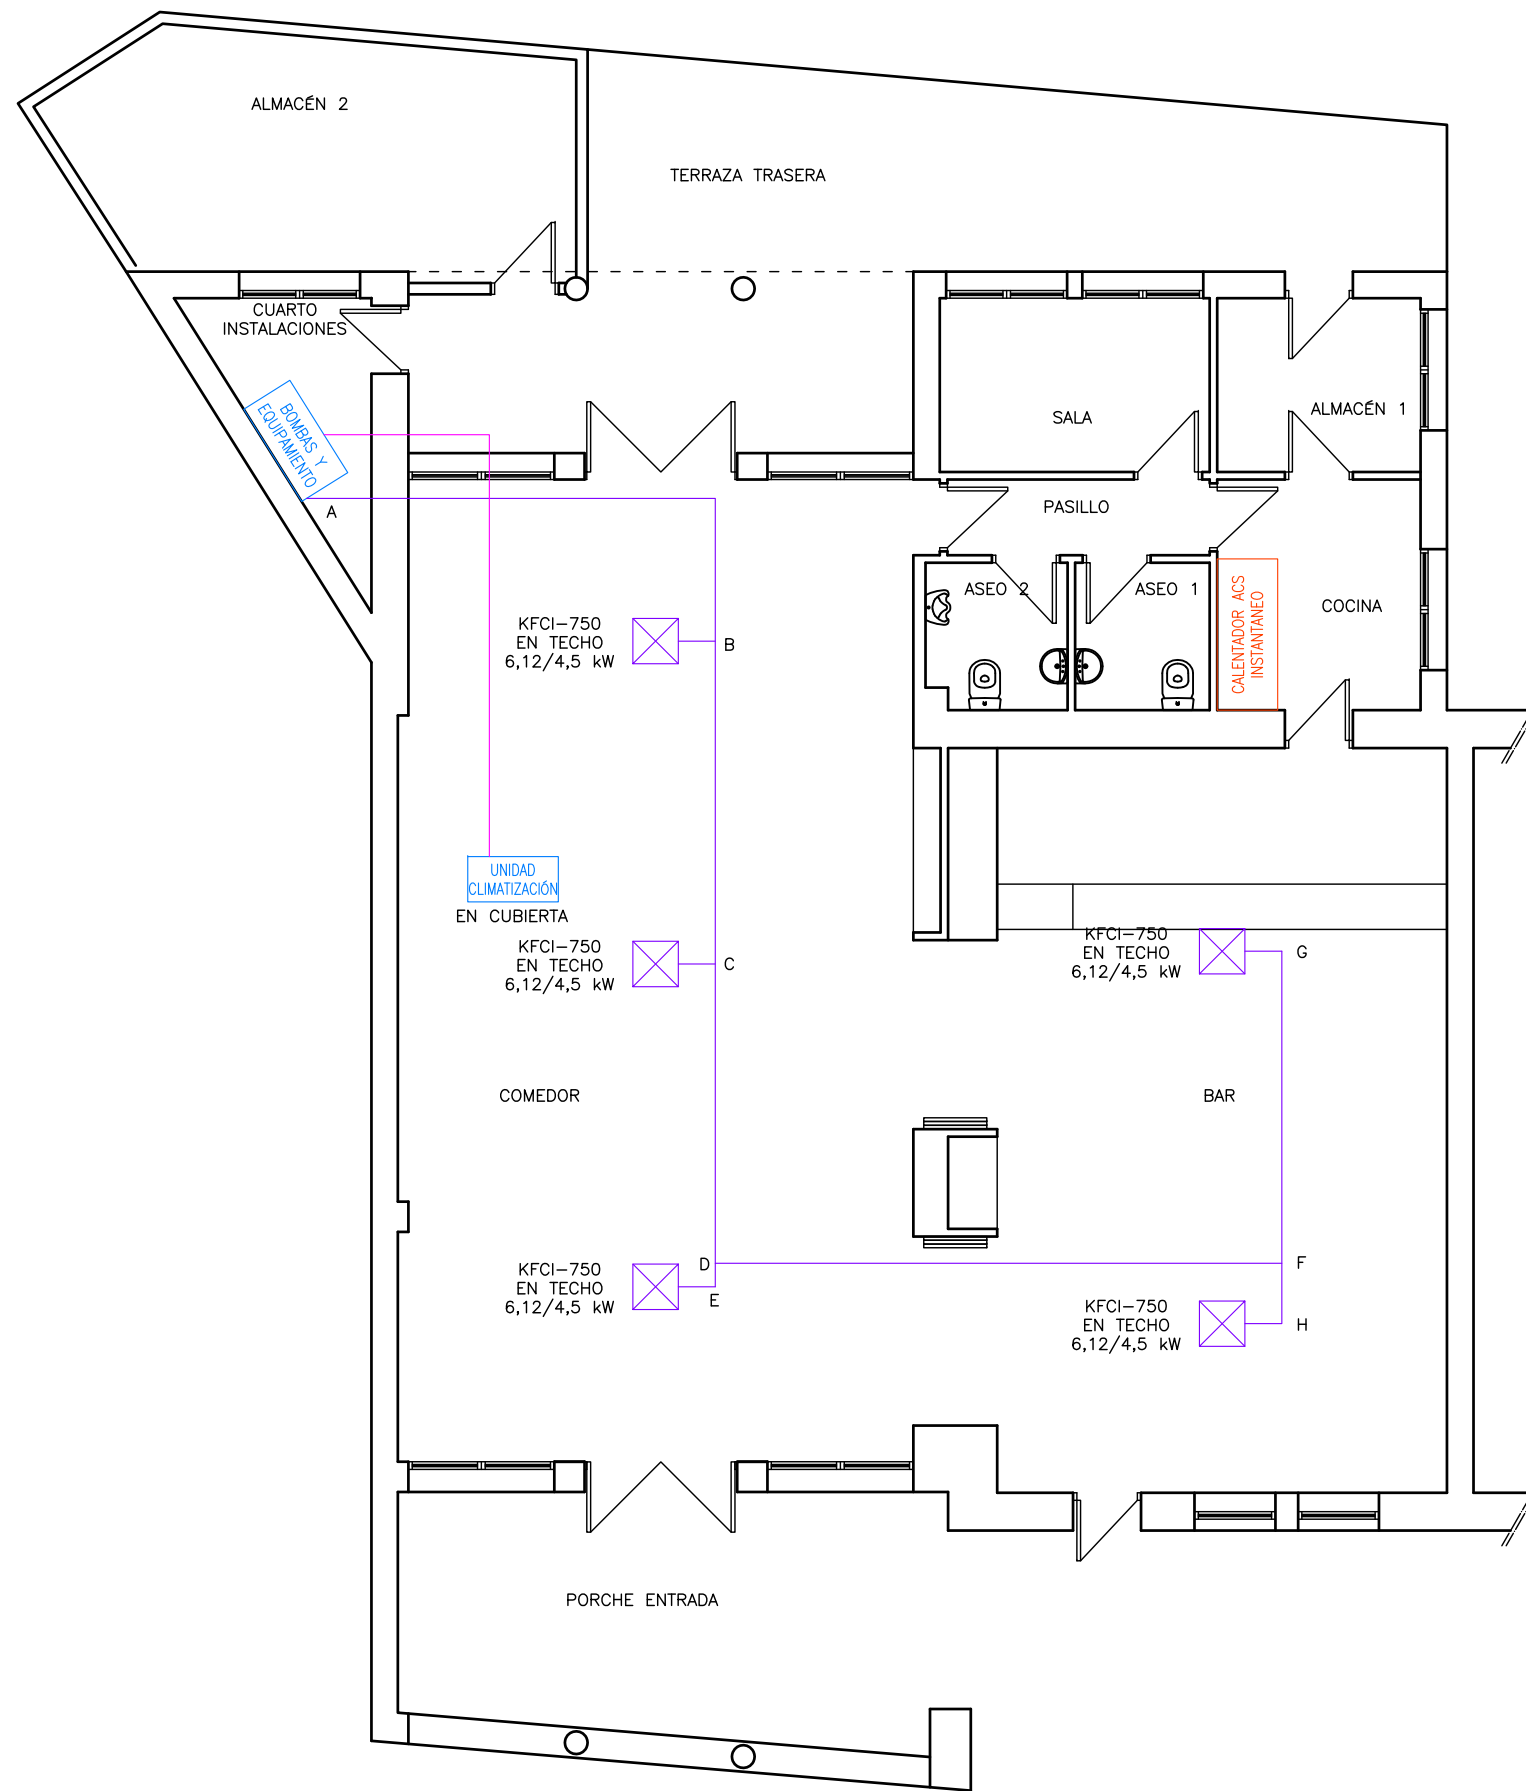 ALMACÉN 2
TERRAZA TRASERA
CUARTO
INSTALACIONES
BOMBAS Y
EQUIPAMIENTO
A
SALA
ALMACÉN 1
PASILLO
ASEO 2
ASEO 1
CALENTADOR ACS
INSTANTANEO
COCINA
KFCI-750
EN TECHO
6,12/4,5 kW
B
UNIDAD
CLIMATIZACIÓN
EN CUBIERTA
KFCI-750
EN TECHO
6,12/4,5 kW
C
KFCI-750
EN TECHO
6,12/4,5 kW
G
COMEDOR
BAR
KFCI-750
EN TECHO
6,12/4,5 kW
D
E
F
KFCI-750
EN TECHO
6,12/4,5 kW
H
PORCHE ENTRADA